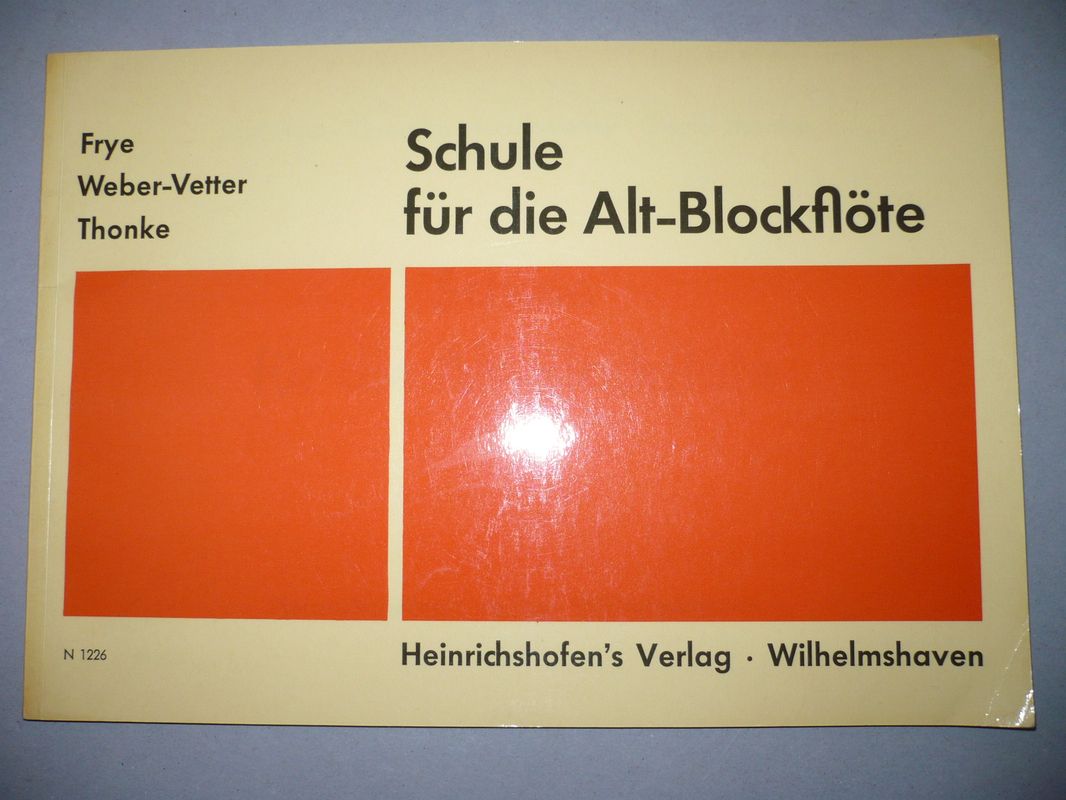 Frye
Weber-Vetter
Thonke
Schule
für die Alt-Blockflöte
N 1226
Heinrichshofen's Verlag · Wilhelmshaven